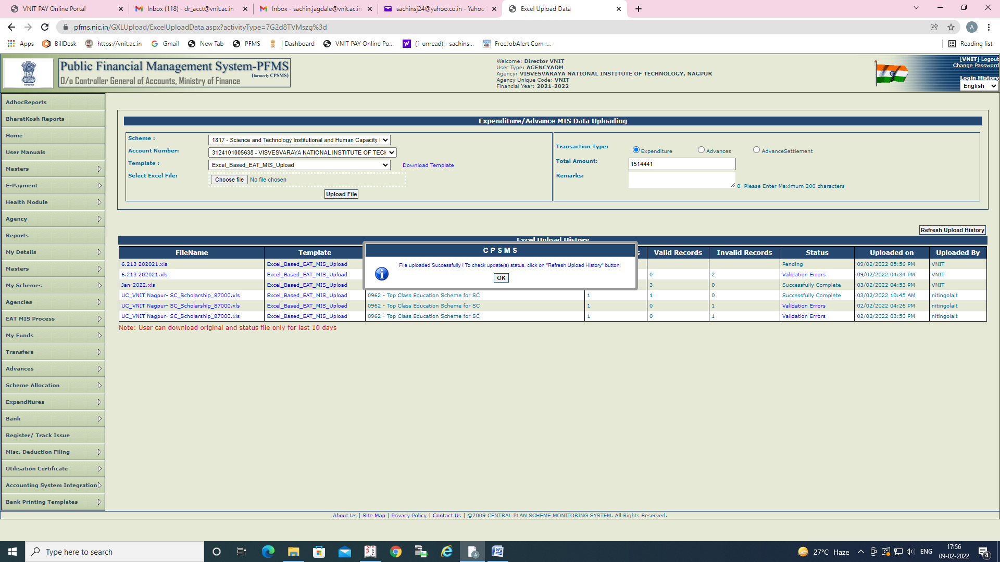 VNIT PAY Online Portal
Inbox (118) - dr_acct@vnit.ac.in -
Inbox - sachin.jagdale@vnit.ac.in
sachinsj24@yahoo.co.in - Yahoo
Excel Upload Data
pfms.nic.in/GXLUpload/ExcelUploadData.aspx?activityType=7G2d8TVMszg%3d
A
Apps
BillDesk
https://vnit.ac.in
Gmail
New Tab
PFMS
| Dashboard
VNIT PAY Online Po...
(1 unread) - sachins...
FreeJobAlert.Com :...
Reading list
Public Financial Management System-PFMS
(formerly CPSMS)
O/o Controller General of Accounts, Ministry of Finance
Welcome: Director VNIT
User Type: AGENCYADM
Agency: VISVESVARAYA NATIONAL INSTITUTE OF TECHNOLOGY, NAGPUR
Agency Unique Code: VNIT
Financial Year: 2021-2022
[VNIT] Logout
Change Password
Login History
English
AdhocReports
BharatKosh Reports
Home
User Manuals
Masters
E-Payment
Health Module
Agency
Reports
My Details
Masters
My Schemes
Agencies
EAT MIS Process
My Funds
Transfers
Advances
Scheme Allocation
Expenditures
Bank
Register/ Track Issue
Misc. Deduction Filing
Utilisation Certificate
Accounting System Integration
Bank Printing Templates
Expenditure/Advance MIS Data Uploading
Scheme : 1817 - Science and Technology Institutional and Human Capacity
Account Number: 3124101005638 - VISVESVARAYA NATIONAL INSTITUTE OF TECH
Template : Excel_Based_EAT_MIS_Upload Download Template
Select Excel File: Choose file No file chosen
Upload File
Transaction Type: Expenditure Advances AdvanceSettlement
Total Amount: 1514441
Remarks: 0 Please Enter Maximum 200 characters
Refresh Upload History
Excel Upload History
FileName Template Valid Records Invalid Records Status Uploaded on Uploaded By
6.213 202021.xls Excel_Based_EAT_MIS_Upload Pending 09/02/2022 05:56 PM VNIT
6.213 202021.xls Excel_Based_EAT_MIS_Upload 0 2 Validation Errors 09/02/2022 04:34 PM VNIT
Jan-2022.xls Excel_Based_EAT_MIS_Upload 3 0 Successfully Complete 03/02/2022 04:53 PM VNIT
UC_VNIT Nagpur- SC_Scholarship_87000.xls Excel_Based_EAT_MIS_Upload 0962 - Top Class Education Scheme for SC 1 1 0 Successfully Complete 03/02/2022 10:45 AM nitingolait
UC_VNIT Nagpur- SC_Scholarship_87000.xls Excel_Based_EAT_MIS_Upload 0962 - Top Class Education Scheme for SC 1 0 1 Validation Errors 02/02/2022 04:26 PM nitingolait
UC_VNIT Nagpur- SC_Scholarship_87000.xls Excel_Based_EAT_MIS_Upload 0962 - Top Class Education Scheme for SC 1 0 1 Validation Errors 02/02/2022 03:50 PM nitingolait
Note: User can download original and status file only for last 10 days
C P S M S
File uploaded Successfully ! To check update(s) status, click on "Refresh Upload History" button.
OK
About Us | Site Map | Privacy Policy | Contact Us | ©2009 CENTRAL PLAN SCHEME MONITORING SYSTEM. All Rights Reserved.
Type here to search
27°C Haze
ENG
17:56
09-02-2022
4